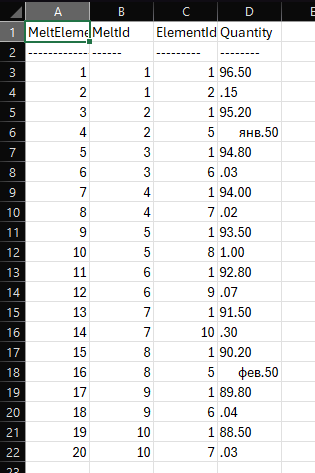 A B C D E
1 MeltEleme MeltId ElementId Quantity
2 ------------ ------ --------- --------
3 1 1 1 96.50
4 2 1 2 .15
5 3 2 1 95.20
6 4 2 5 янв.50
7 5 3 1 94.80
8 6 3 6 .03
9 7 4 1 94.00
10 8 4 7 .02
11 9 5 1 93.50
12 10 5 8 1.00
13 11 6 1 92.80
14 12 6 9 .07
15 13 7 1 91.50
16 14 7 10 .30
17 15 8 1 90.20
18 16 8 5 фев.50
19 17 9 1 89.80
20 18 9 6 .04
21 19 10 1 88.50
22 20 10 7 .03